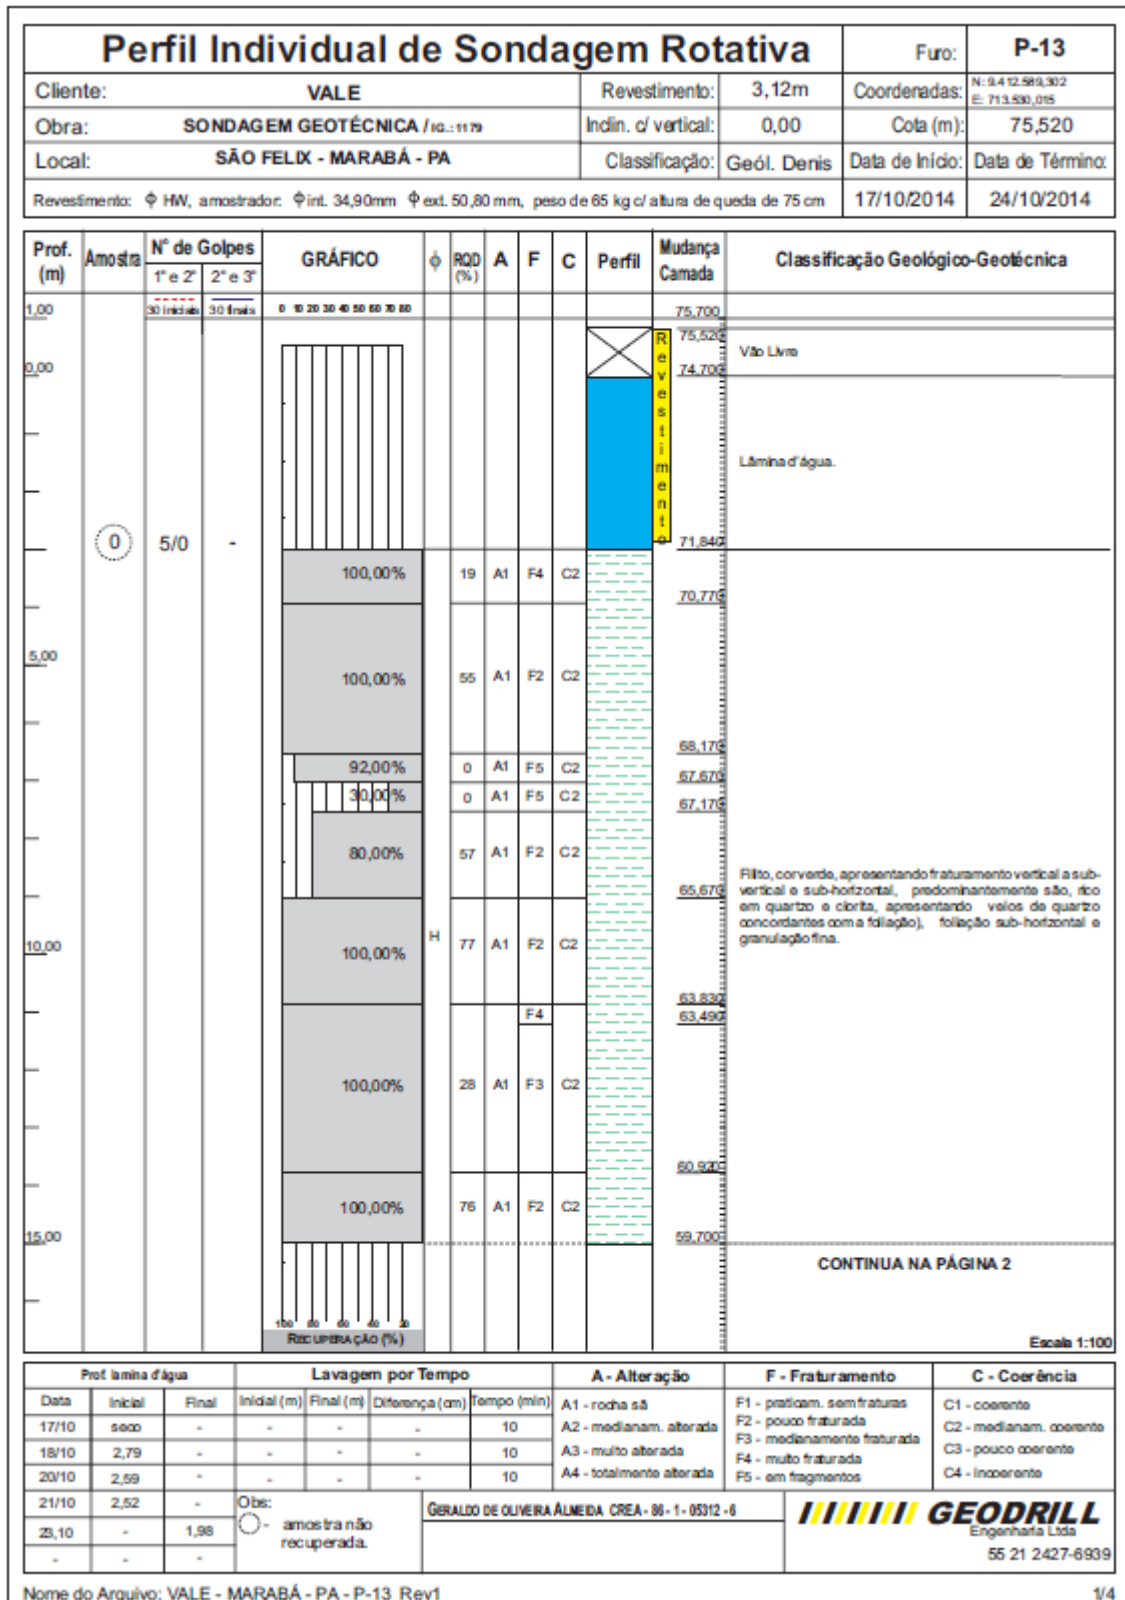 Perfil Individual de Sondagem Rotativa
Furo: P-13
Cliente: VALE
Revestimento: 3,12m
Coordenadas: N: 9.412.589,302
E: 713.530,015
Obra: SONDAGEM GEOTÉCNICA / IG.: 1179
Inclin. c/ vertical: 0,00
Cota (m): 75,520
Local: SÃO FELIX - MARABÁ - PA
Classificação: Geól. Denis
Data de Início: Data de Término:
Revestimento: ϕ HW, amostrador: ϕ int. 34,90mm ϕ ext. 50,80 mm, peso de 65 kg c/ altura de queda de 75 cm
17/10/2014 24/10/2014
Prof. (m) Amostra N° de Golpes GRÁFICO ϕ RQD (%) A F C Perfil Mudança Camada Classificação Geológico-Geotécnica
1° e 2° 2° e 3°
30 iniciais 30 finais 0 10 20 30 40 50 60 70 80
1,00 75,700
75,520
Vão Livre
0,00 74,700
Revestimento
Lâmina d'água.
0 5/0 - 71,840
100,00% 19 A1 F4 C2
70,770
5,00
100,00% 55 A1 F2 C2
68,170
92,00% 0 A1 F5 C2
67,670
30,00% 0 A1 F5 C2
67,170
80,00% 57 A1 F2 C2
65,670
Filito, corverde, apresentando fraturamento vertical a sub-
vertical e sub-horizontal, predominantemente são, rico
em quartzo e clorita, apresentando veios de quartzo
concordantes com a foliação), foliação sub-horizontal e
granulação fina.
10,00 H
100,00% 77 A1 F2 C2
63,830
F4 63,490
100,00% 28 A1 F3 C2
60,920
100,00% 76 A1 F2 C2
15,00 59,700
CONTINUA NA PÁGINA 2
100 80 60 40 20
RECUPERAÇÃO (%)
Escala 1:100
Prof. lamina d'água
Data Inicial Final
17/10 seco -
18/10 2,79 -
20/10 2,59 -
21/10 2,52 -
23,10 - 1,98
- - -
Lavagem por Tempo
Inicial (m) Final (m) Diferença (cm) Tempo (min)
- - - 10
- - - 10
- - - 10
A - Alteração
A1 - rocha sã
A2 - medianam. alterada
A3 - muito alterada
A4 - totalmente alterada
F - Fraturamento
F1 - praticam. sem fraturas
F2 - pouco fraturada
F3 - medianamente fraturada
F4 - muito fraturada
F5 - em fragmentos
C - Coerência
C1 - coerente
C2 - medianam. coerente
C3 - pouco coerente
C4 - incoerente
Obs:
- amostra não
recuperada.
GERALDO DE OLIVEIRA ALMEIDA CREA - 86 - 1 - 05312 - 6
GEODRILL
Engenharia Ltda
55 21 2427-6939
Nome do Arquivo: VALE - MARABÁ - PA - P-13_Rev1
1/4